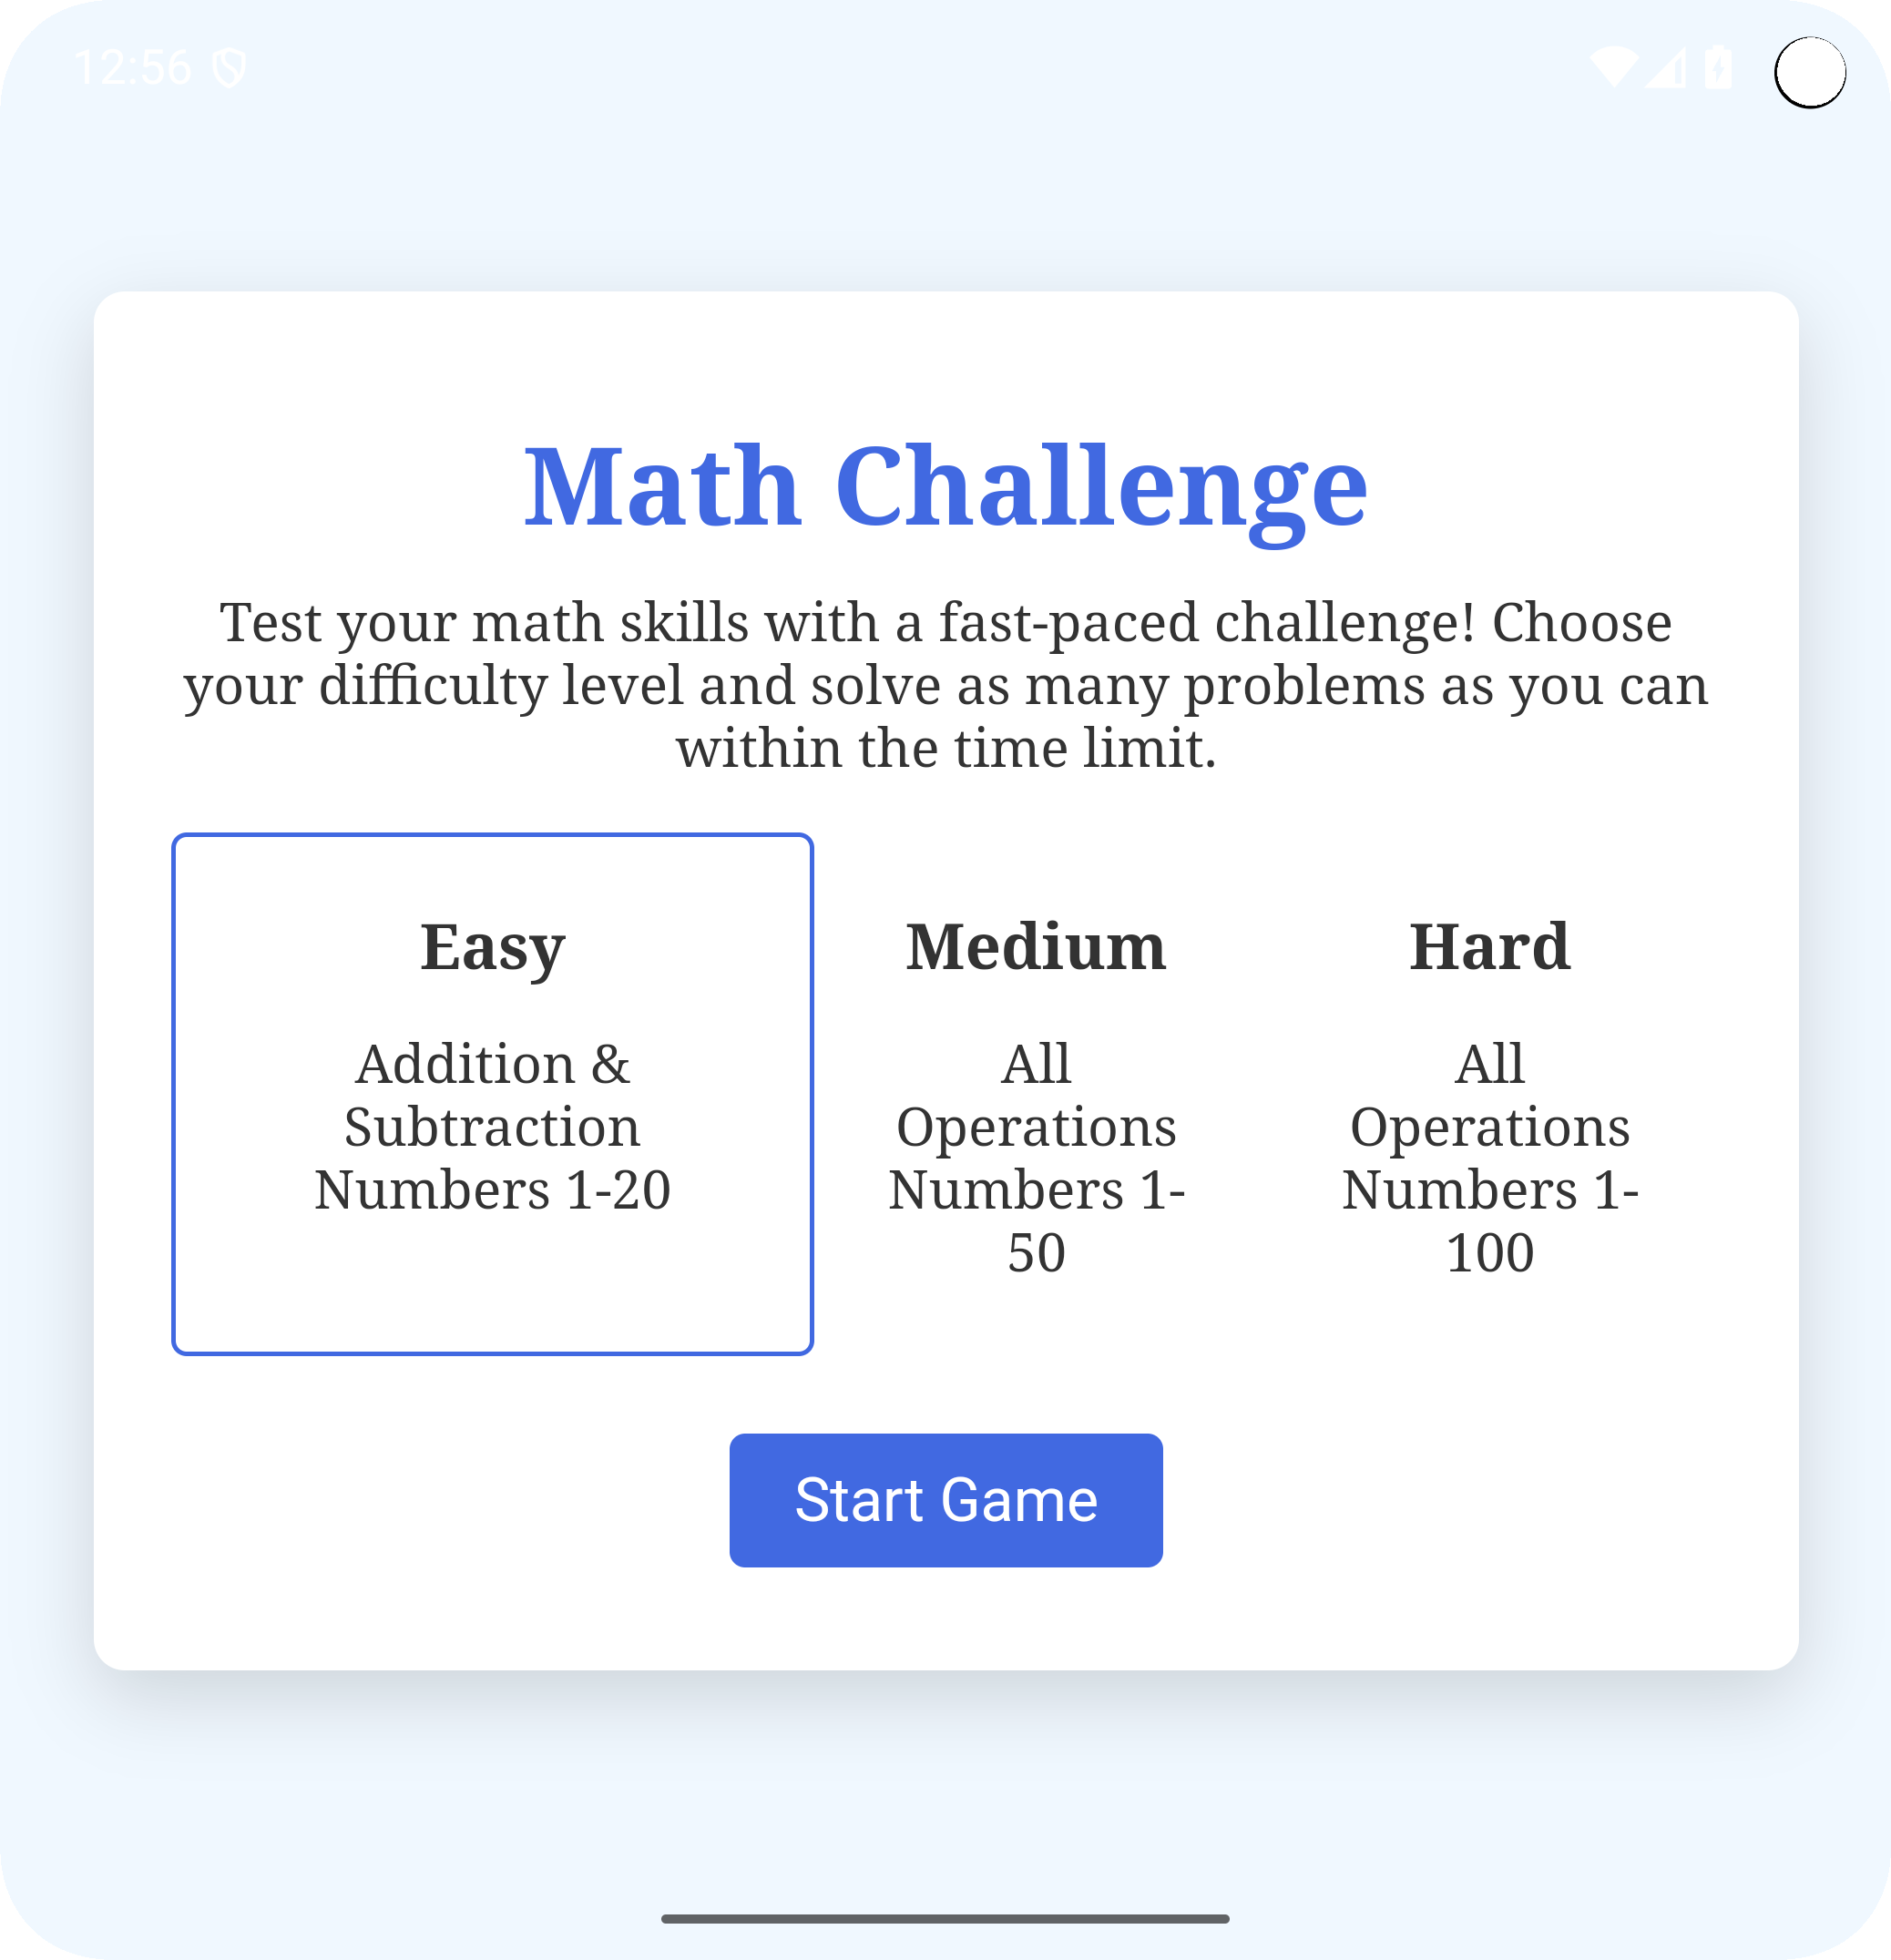 12:56
Math Challenge
Test your math skills with a fast-paced challenge! Choose
your difficulty level and solve as many problems as you can
within the time limit.
Easy
Addition &
Subtraction
Numbers 1-20
Medium
All
Operations
Numbers 1-
50
Hard
All
Operations
Numbers 1-
100
Start Game